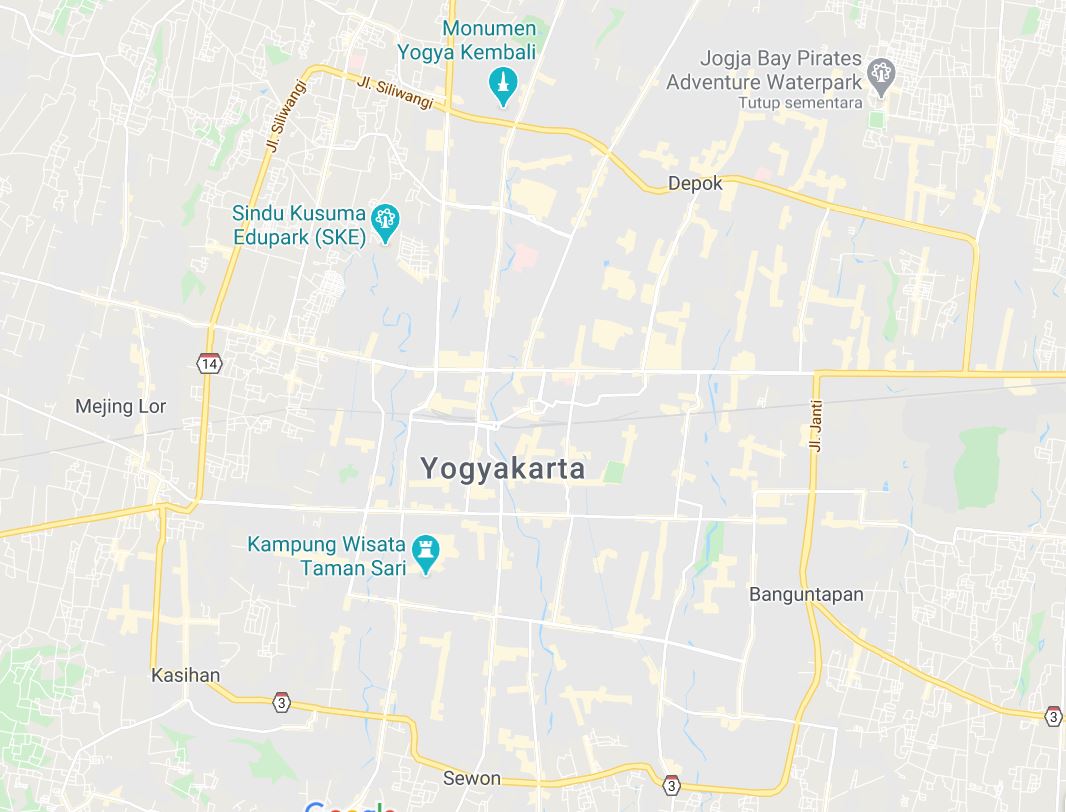 Monumen
Yogya Kembali
Jogja Bay Pirates
Adventure Waterpark
Tutup sementara
Jl. Siliwangi
Jl. Siliwangi
Depok
Sindu Kusuma
Edupark (SKE)
14
Mejing Lor
Jl. Janti
Yogyakarta
Kampung Wisata
Taman Sari
Banguntapan
Kasihan
3
3
Sewon
3
Google